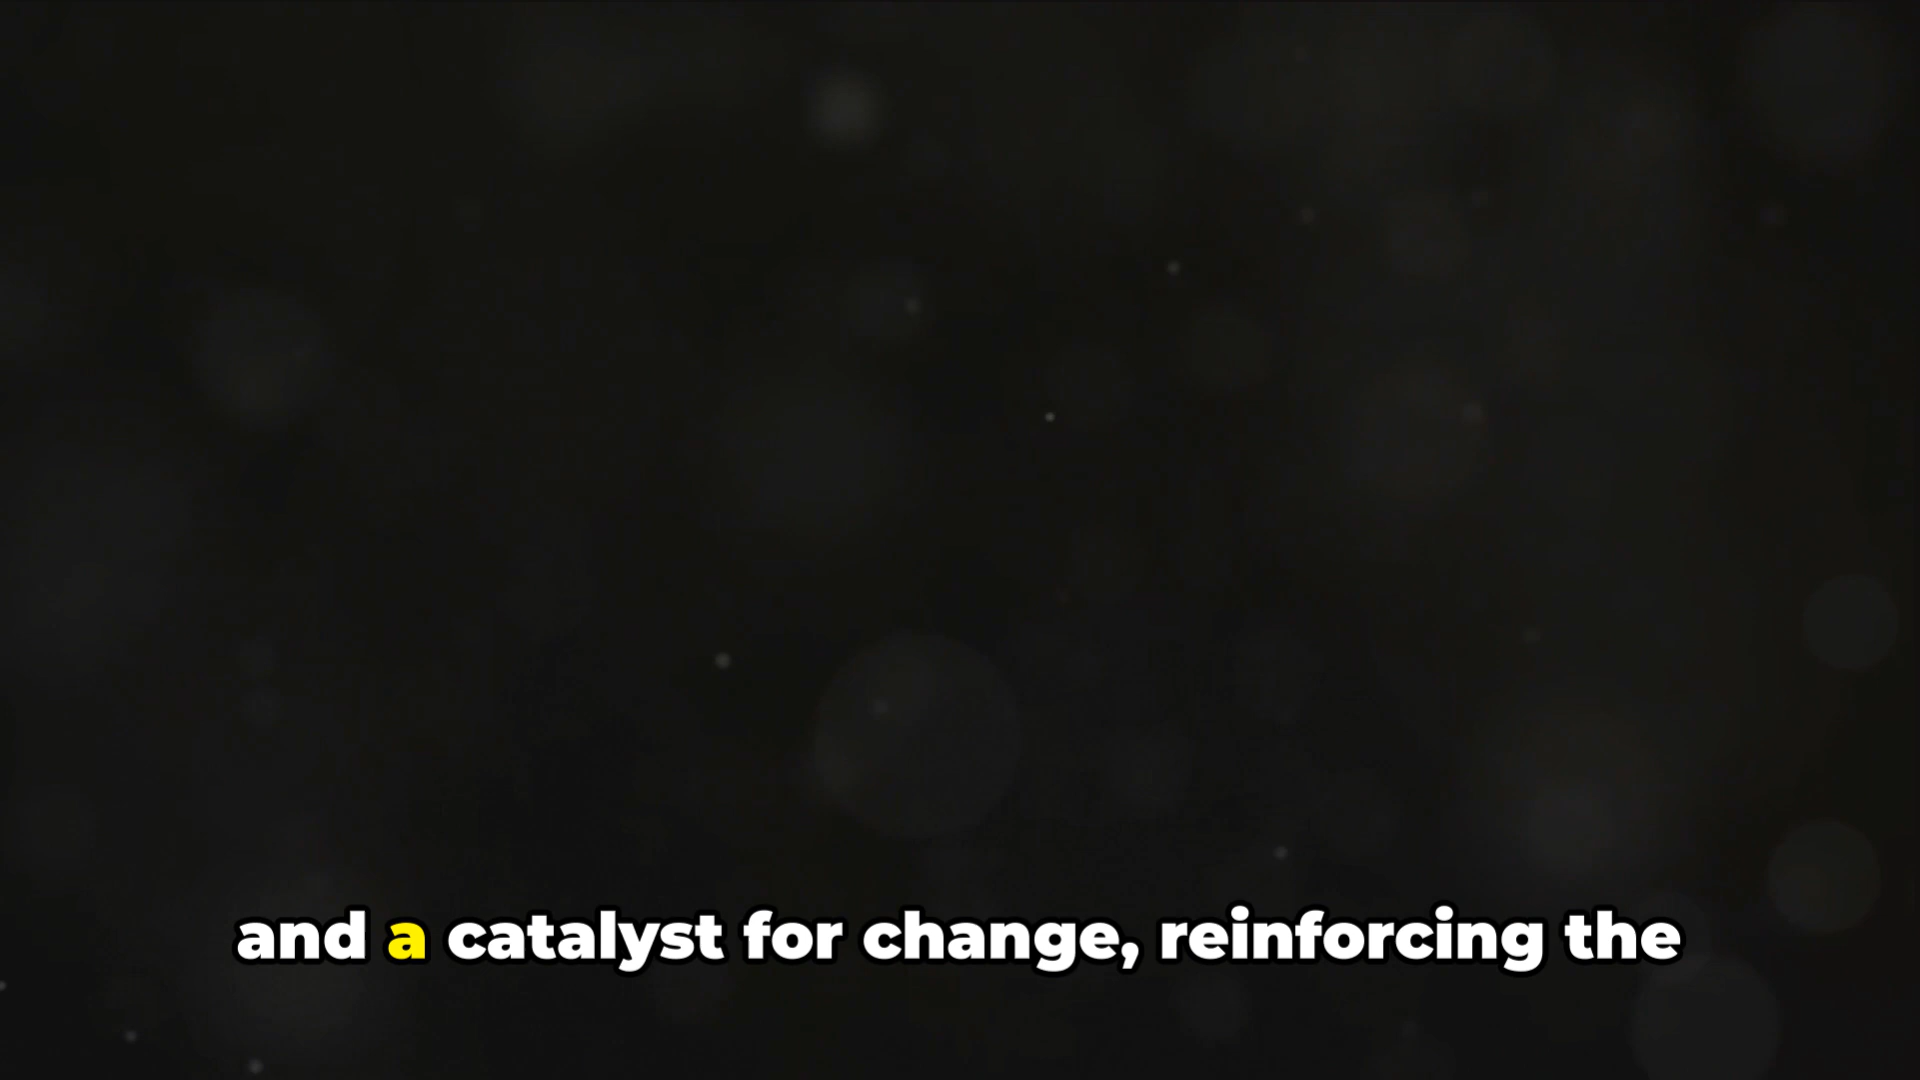 and a catalyst for change, reinforcing the